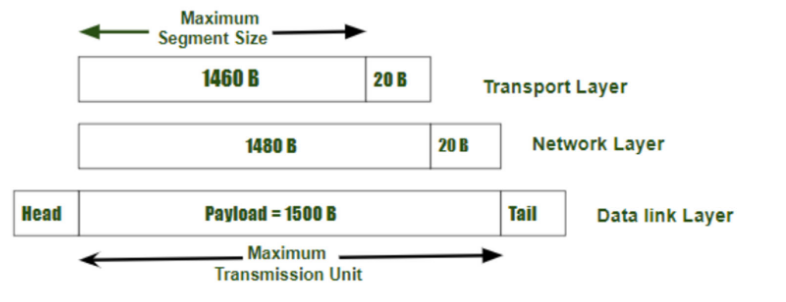 Maximum
Segment Size
1460 B 20 B Transport Layer
1480 B 20 B Network Layer
Head Payload = 1500 B Tail Data link Layer
Maximum
Transmission Unit